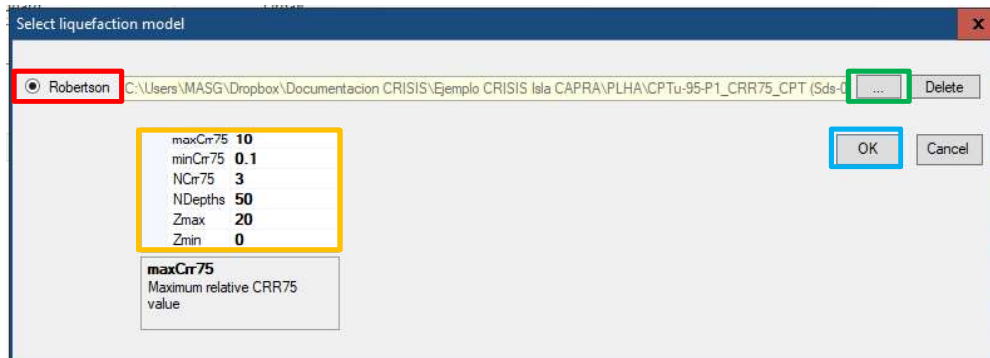 Select liquefaction model
x
Robertson C:\Users\MASG\Dropbox\Documentacion CRISIS\Ejemplo CRISIS Isla CAPRA\PLHA\CPTu-95-P1_CRR75_CPT (Sds-0 ... Delete
maxCrr75 10
minCrr75 0.1
NCrr75 3
NDepths 50
Zmax 20
Zmin 0
OK Cancel
maxCrr75
Maximum relative CRR75
value